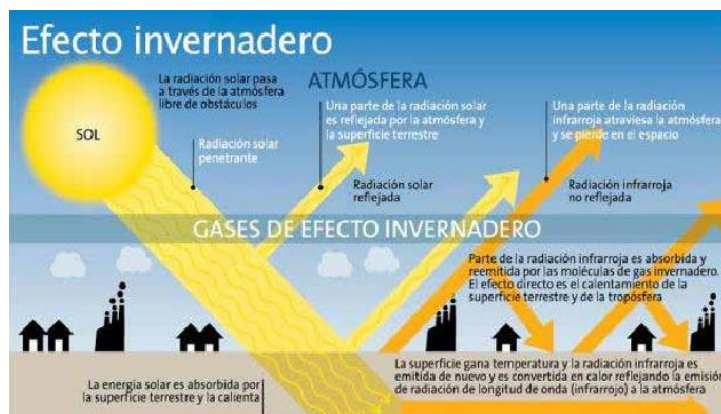 Efecto invernadero
SOL
La radiación solar pasa
a través de la atmósfera
libre de obstáculos
Radiación solar
penetrante
ATMÓSFERA
Una parte de la radiación solar
es reflejada por la atmósfera y
la superficie terrestre
Radiación solar
reflejada
Una parte de la radiación
infrarroja atraviesa la atmósfera
y se pierde en el espacio
Radiación infrarroja
no reflejada
GASES DE EFECTO INVERNADERO
Parte de la radiación infrarroja es absorbida y
reemitida por las moléculas de gas invernadero.
El efecto directo es el calentamiento de la
superficie terrestre y de la tropósfera
La energía solar es absorbida por
la superficie terrestre y la calienta
La superficie gana temperatura y la radiación infrarroja es
emitida de nuevo y es convertida en calor reflejando la emisión
de radiación de longitud de onda (infrarrojo) a la atmósfera